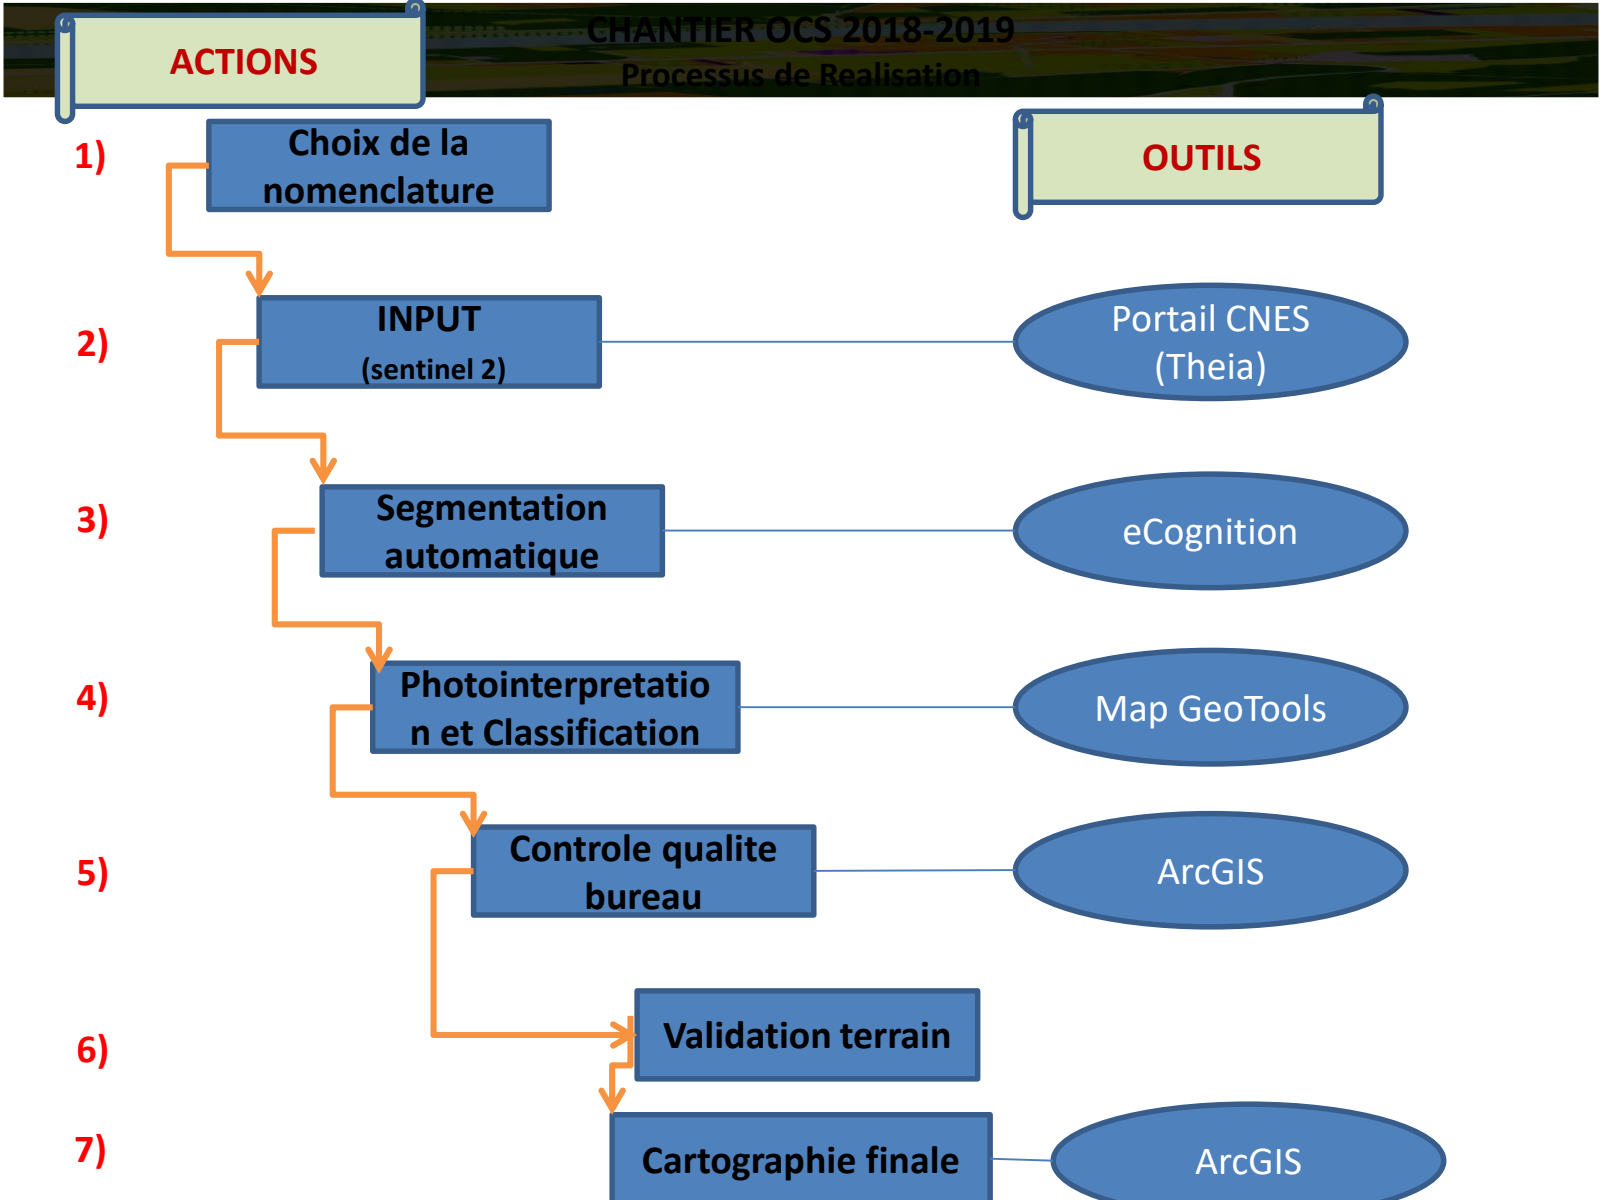 CHANTIER OCS 2018-2019
Processus de Realisation
ACTIONS
OUTILS
1)
Choix de la
nomenclature
2)
INPUT
(sentinel 2)
Portail CNES
(Theia)
3)
Segmentation
automatique
eCognition
4)
Photointerpretatio
n et Classification
Map GeoTools
5)
Controle qualite
bureau
ArcGIS
6)
Validation terrain
7)
Cartographie finale
ArcGIS